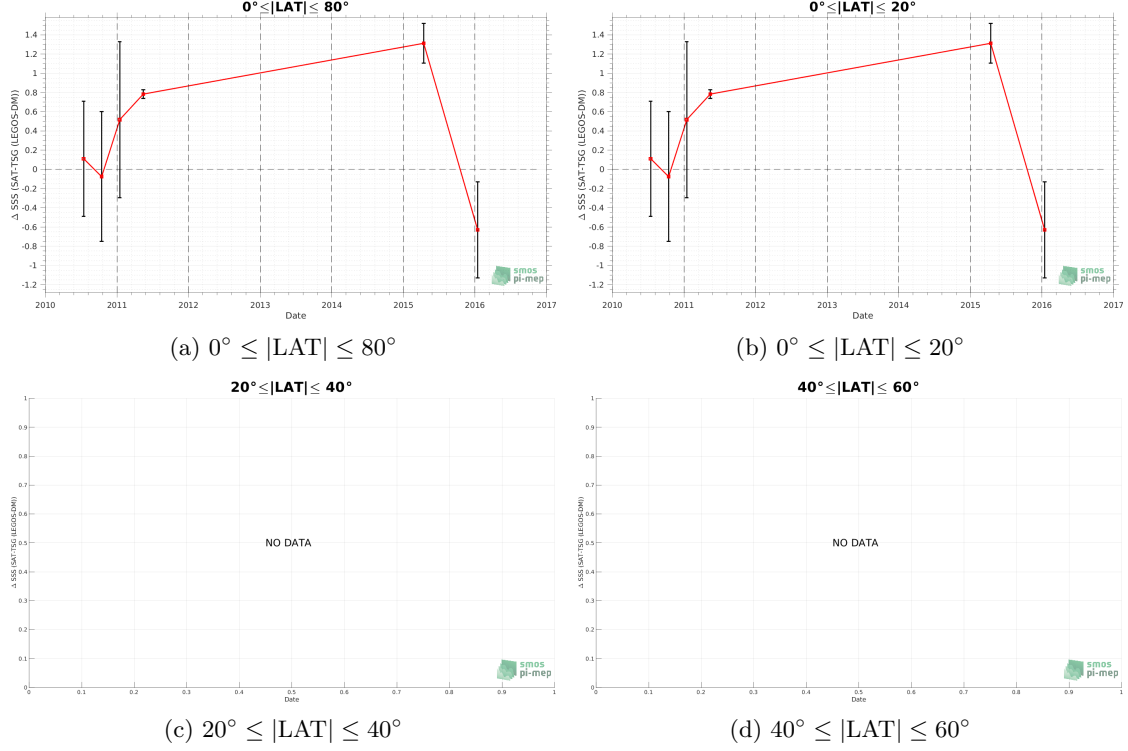 0°≤|LAT|≤ 80°
Δ SSS (SAT-TSG (LEGOS-DM))
1.4
1.2
1
0.8
0.6
0.4
0.2
0
-0.2
-0.4
-0.6
-0.8
-1
-1.2
2010 2011 2012 2013 2014 2015 2016 2017
Date
smos
pi-mep
(a) 0° ≤ |LAT| ≤ 80°
0°≤|LAT|≤ 20°
Δ SSS (SAT-TSG (LEGOS-DM))
1.4
1.2
1
0.8
0.6
0.4
0.2
0
-0.2
-0.4
-0.6
-0.8
-1
-1.2
2010 2011 2012 2013 2014 2015 2016 2017
Date
smos
pi-mep
(b) 0° ≤ |LAT| ≤ 20°
20°≤|LAT|≤ 40°
Δ SSS (SAT-TSG (LEGOS-DM))
1
0.9
0.8
0.7
0.6
0.5
0.4
0.3
0.2
0.1
0
NO DATA
0 0.1 0.2 0.3 0.4 0.5 0.6 0.7 0.8 0.9 1
Date
smos
pi-mep
(c) 20° ≤ |LAT| ≤ 40°
40°≤|LAT|≤ 60°
Δ SSS (SAT-TSG (LEGOS-DM))
1
0.9
0.8
0.7
0.6
0.5
0.4
0.3
0.2
0.1
0
NO DATA
0 0.1 0.2 0.3 0.4 0.5 0.6 0.7 0.8 0.9 1
Date
smos
pi-mep
(d) 40° ≤ |LAT| ≤ 60°